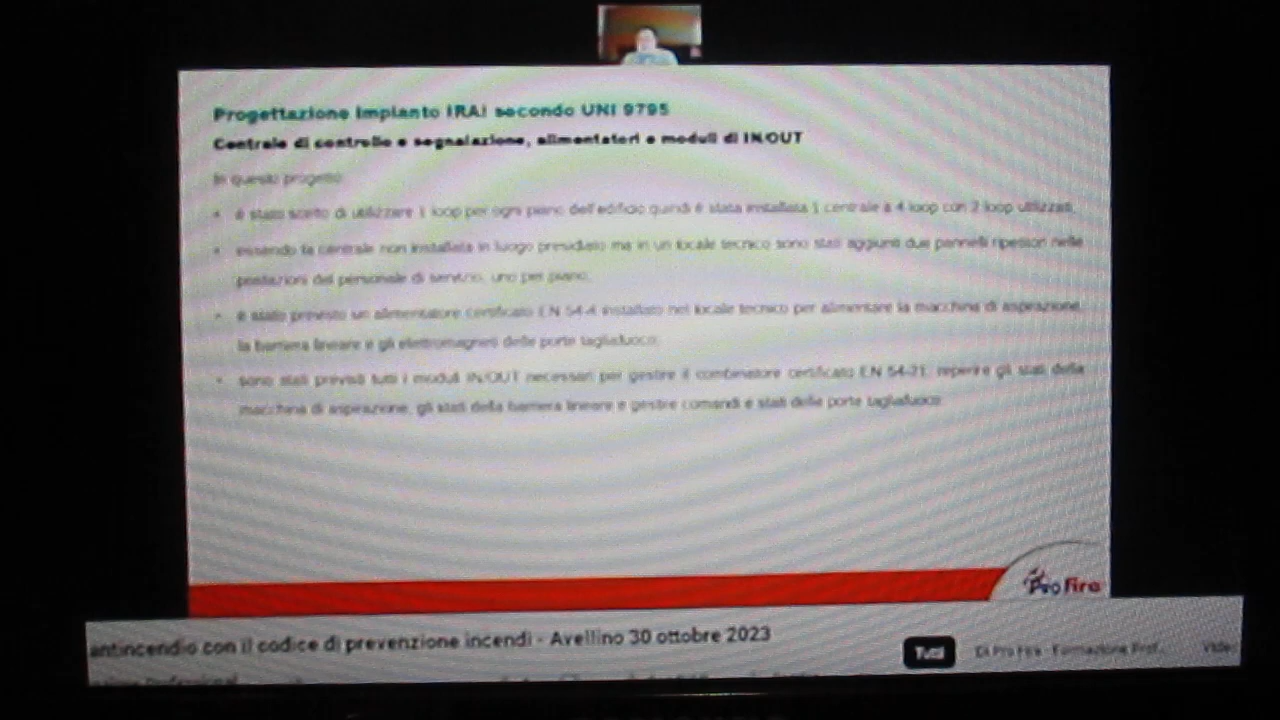 Progettazione impianto IRAI secondo UNI 9795
Centrale di controllo e segnalazione, alimentatori e moduli di IN/OUT
In questo progetto:
• è stato scelto di utilizzare 1 loop per ogni piano dell'edificio quindi è stata installata 1 centrale a 4 loop con 2 loop utilizzati.
• essendo la centrale non installata in luogo presidiato ma in un locale tecnico sono stati aggiunti due pannelli ripetitori nelle
postazioni del personale di servizio, uno per piano.
• è stato previsto un alimentatore certificato EN 54-4 installato nel locale tecnico per alimentare la macchina di aspirazione,
la barriera lineare e gli elettromagneti delle porte tagliafuoco.
• sono stati previsti tutti i moduli IN/OUT necessari per gestire il combinatore certificato EN 54-21, reperire gli stati della
macchina di aspirazione, gli stati della barriera lineare e gestire comandi e stati delle porte tagliafuoco.
Pro Fire
antincendio con il codice di prevenzione incendi - Avellino 30 ottobre 2023
Tutti
Di Pro Fire - Formazione Prof...
Vide